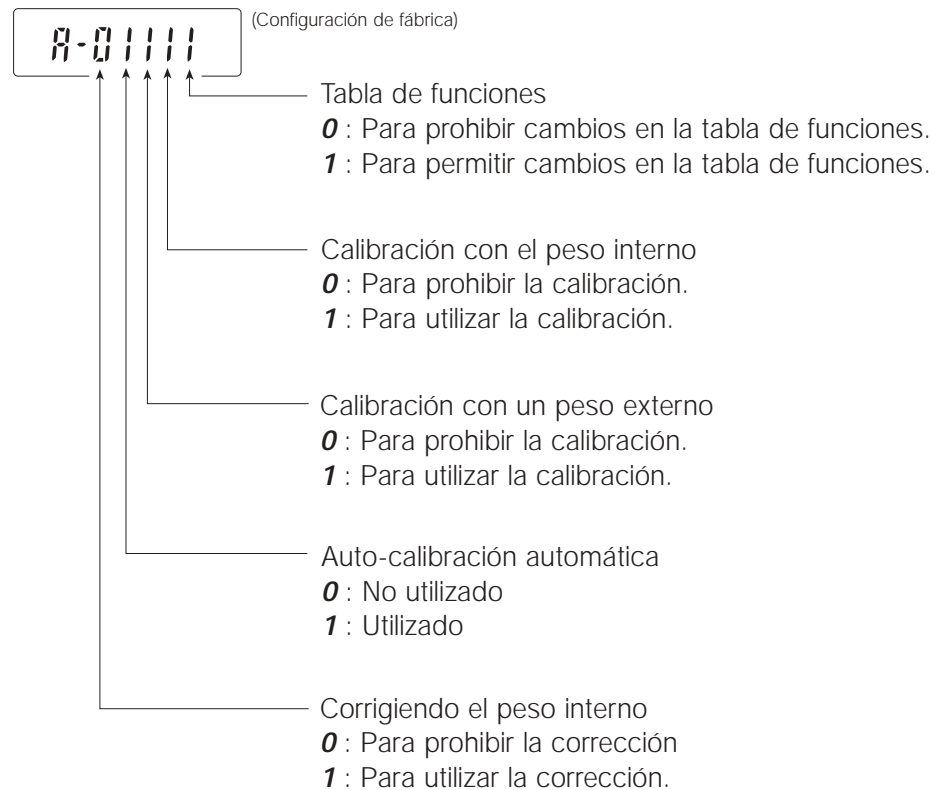 A-01111
(Configuración de fábrica)
Tabla de funciones
0 : Para prohibir cambios en la tabla de funciones.
1 : Para permitir cambios en la tabla de funciones.
Calibración con el peso interno
0 : Para prohibir la calibración.
1 : Para utilizar la calibración.
Calibración con un peso externo
0 : Para prohibir la calibración.
1 : Para utilizar la calibración.
Auto-calibración automática
0 : No utilizado
1 : Utilizado
Corrigiendo el peso interno
0 : Para prohibir la corrección
1 : Para utilizar la corrección.